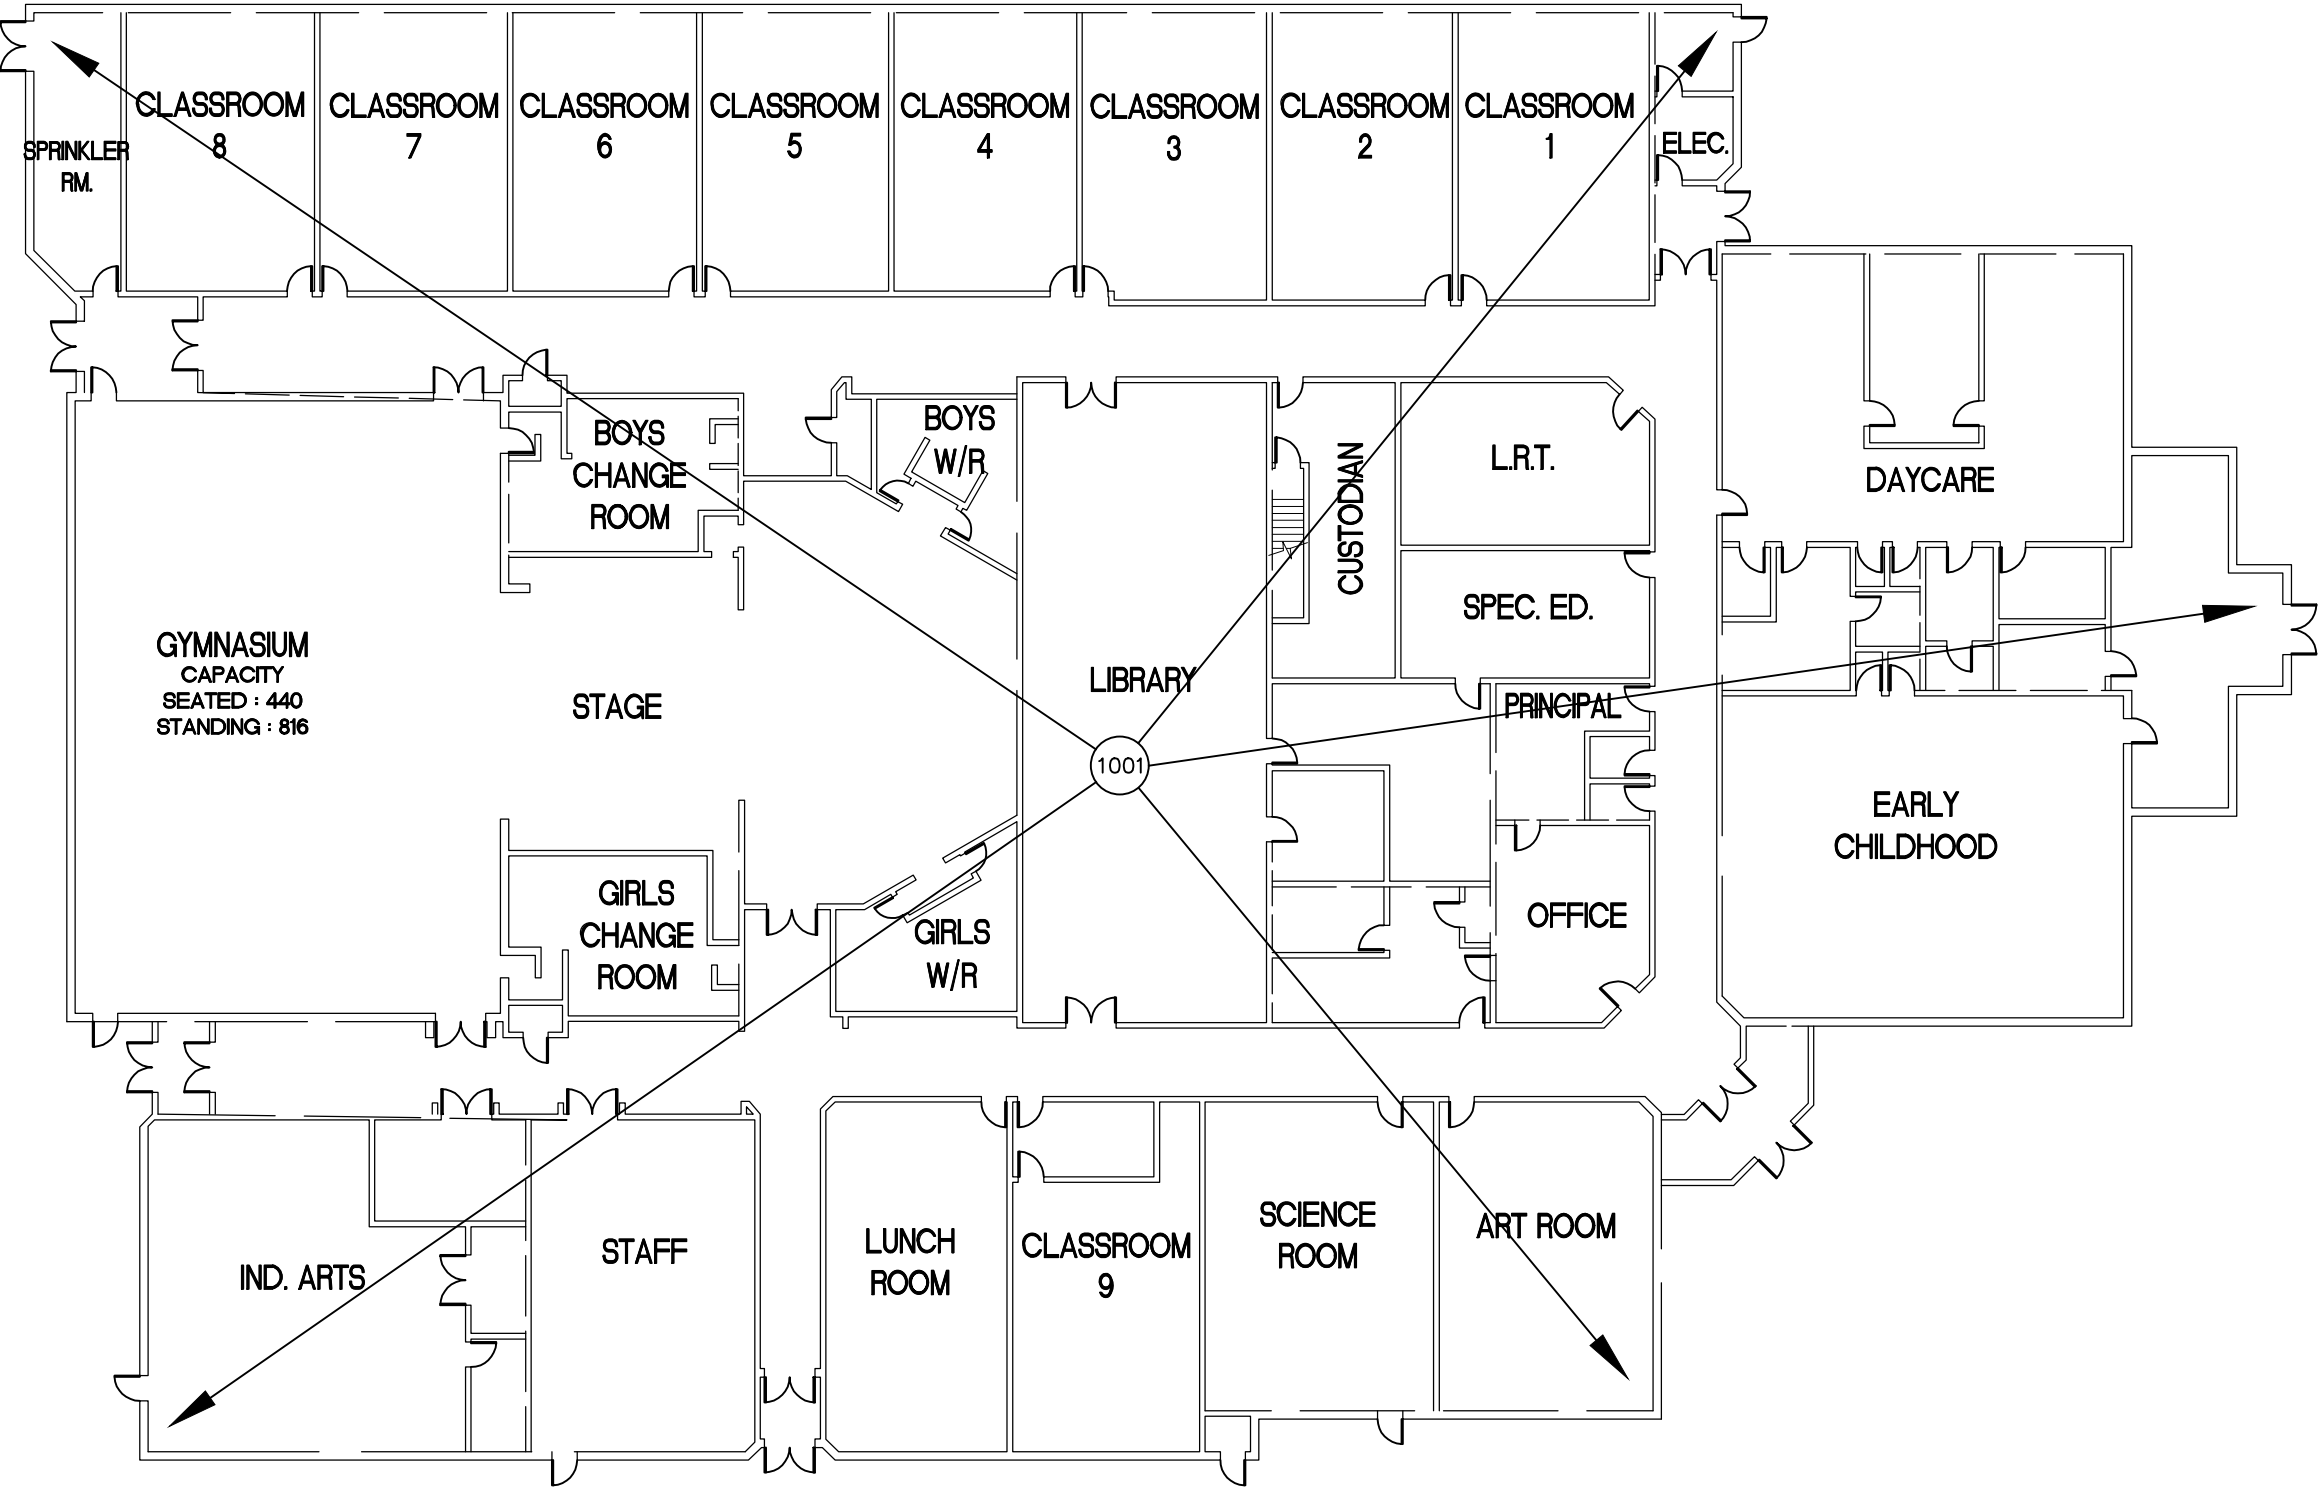 CLASSROOM
8
CLASSROOM
7
CLASSROOM
6
CLASSROOM
5
CLASSROOM
4
CLASSROOM
3
CLASSROOM
2
CLASSROOM
1
SPRINKLER
RM.
ELEC.
BOYS
CHANGE
ROOM
BOYS
W/R
CUSTODIAN
L.R.T.
DAYCARE
SPEC. ED.
GYMNASIUM
CAPACITY
SEATED : 440
STANDING : 816
STAGE
LIBRARY
PRINCIPAL
1001
EARLY
CHILDHOOD
GIRLS
CHANGE
ROOM
GIRLS
W/R
OFFICE
IND. ARTS
STAFF
LUNCH
ROOM
CLASSROOM
9
SCIENCE
ROOM
ART ROOM